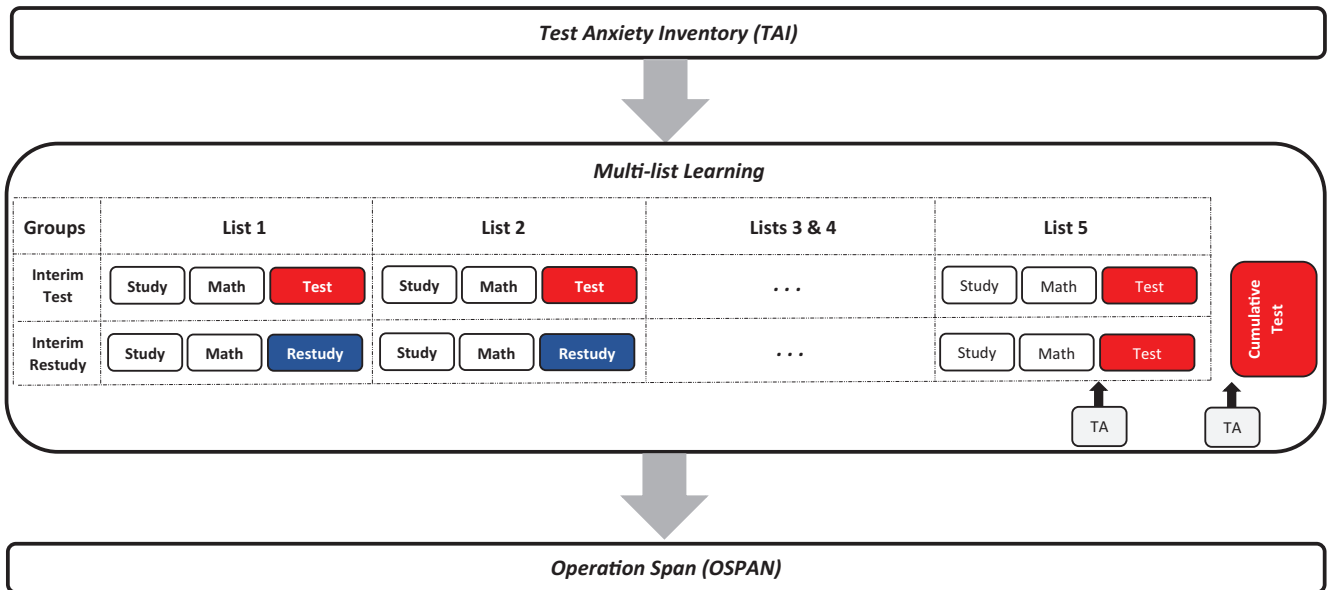 Test Anxiety Inventory (TAI)
Multi-list Learning
Groups List 1 List 2 Lists 3 & 4 List 5
Interim
Test
Study Math Test Study Math Test . . . Study Math Test
Interim
Restudy
Study Math Restudy Study Math Restudy . . . Study Math Test
Cumulative
Test
TA TA
Operation Span (OSPAN)